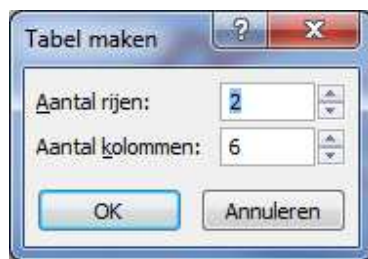 Tabel maken ?
Aantal rijen: 2
Aantal kolommen: 6
OK Annuleren